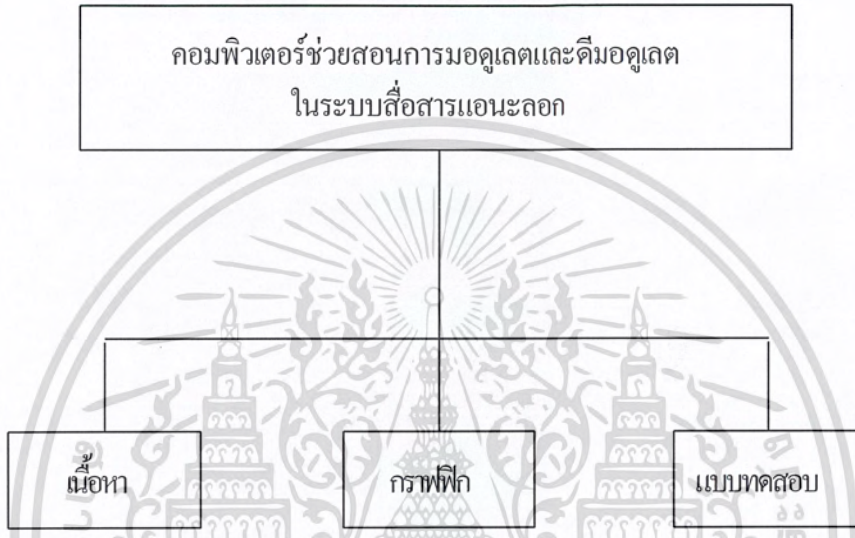 คอมพิวเตอร์ช่วยสอนการมอดูเลตและดีมอดูเลต
ในระบบสื่อสารแอนะลอก
เนื้อหา
กราฟฟิก
แบบทดสอบ